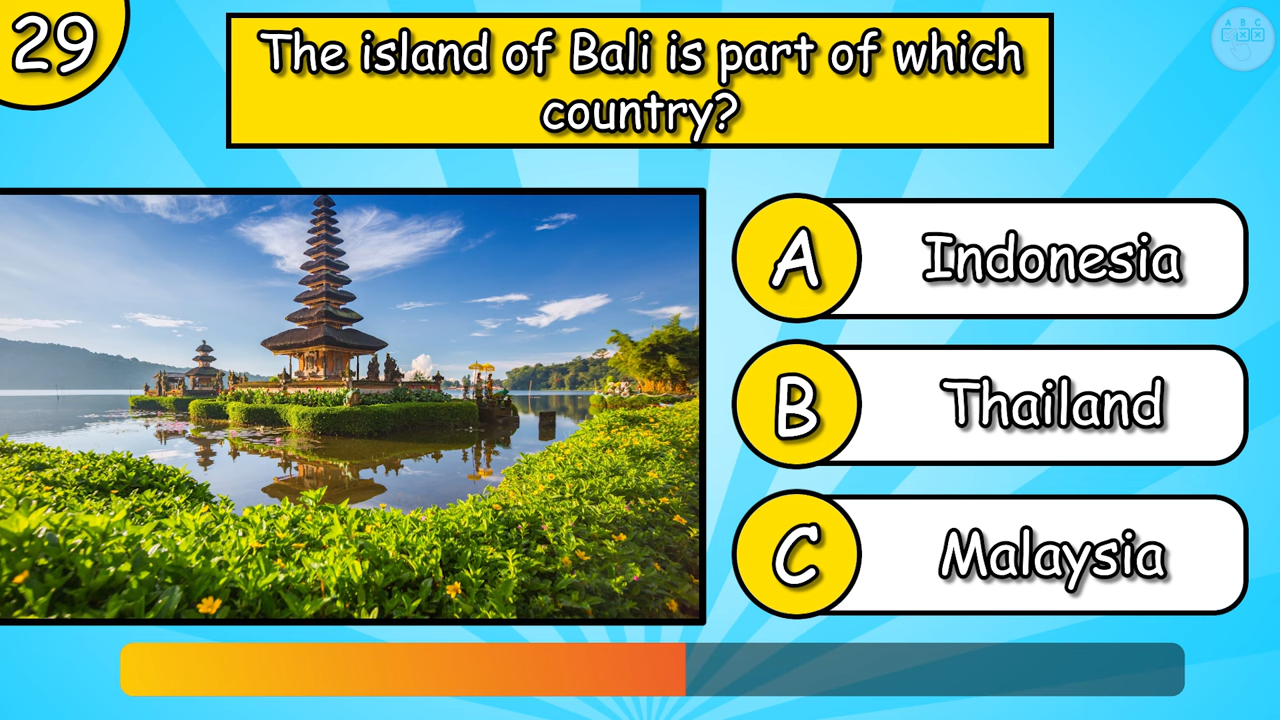 29
The island of Bali is part of which
country?
A Indonesia
B Thailand
C Malaysia
A B C